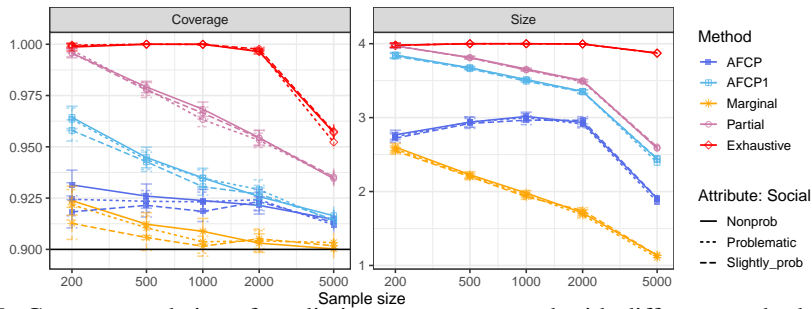 Coverage
Size
1.000
0.975
0.950
0.925
0.900
4
3
2
1
200 500 1000 2000 5000
200 500 1000 2000 5000
Sample size
Method
AFCP
AFCP1
Marginal
Partial
Exhaustive
Attribute: Social
Nonprob
Problematic
Slightly_prob